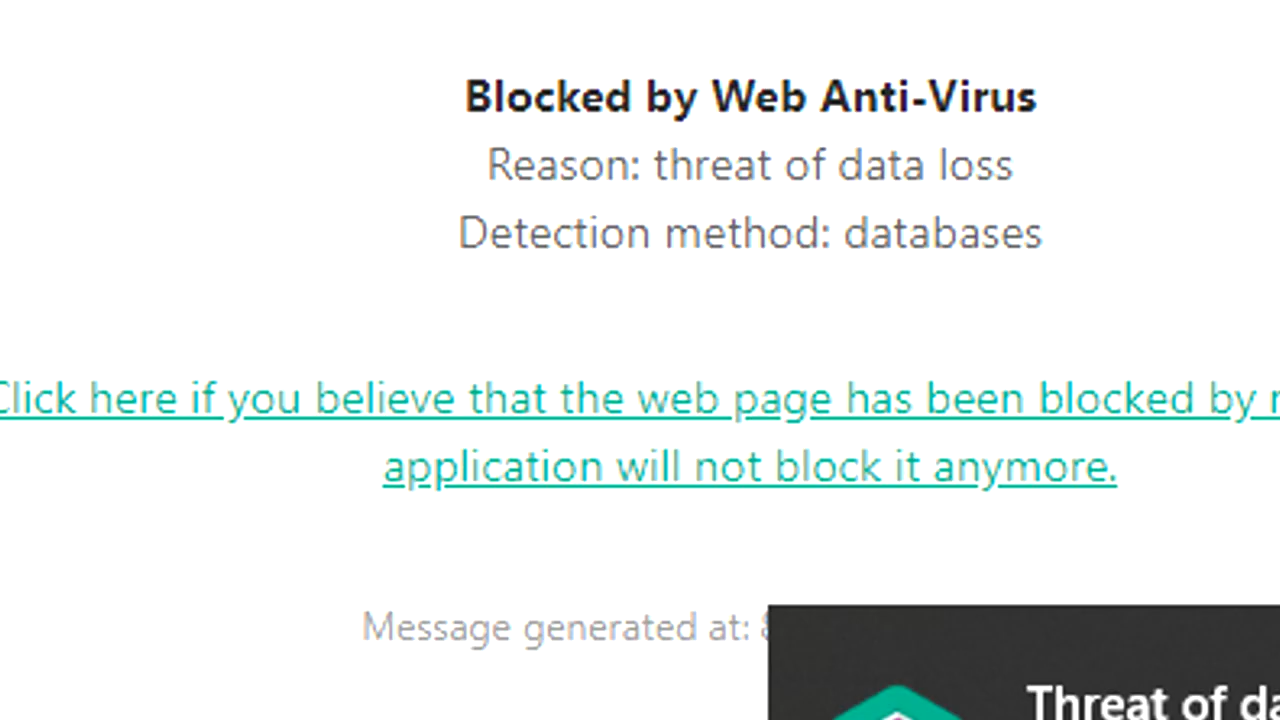 Blocked by Web Anti-Virus
Reason: threat of data loss
Detection method: databases
Click here if you believe that the web page has been blocked by
application will not block it anymore.
Message generated at:
Threat of